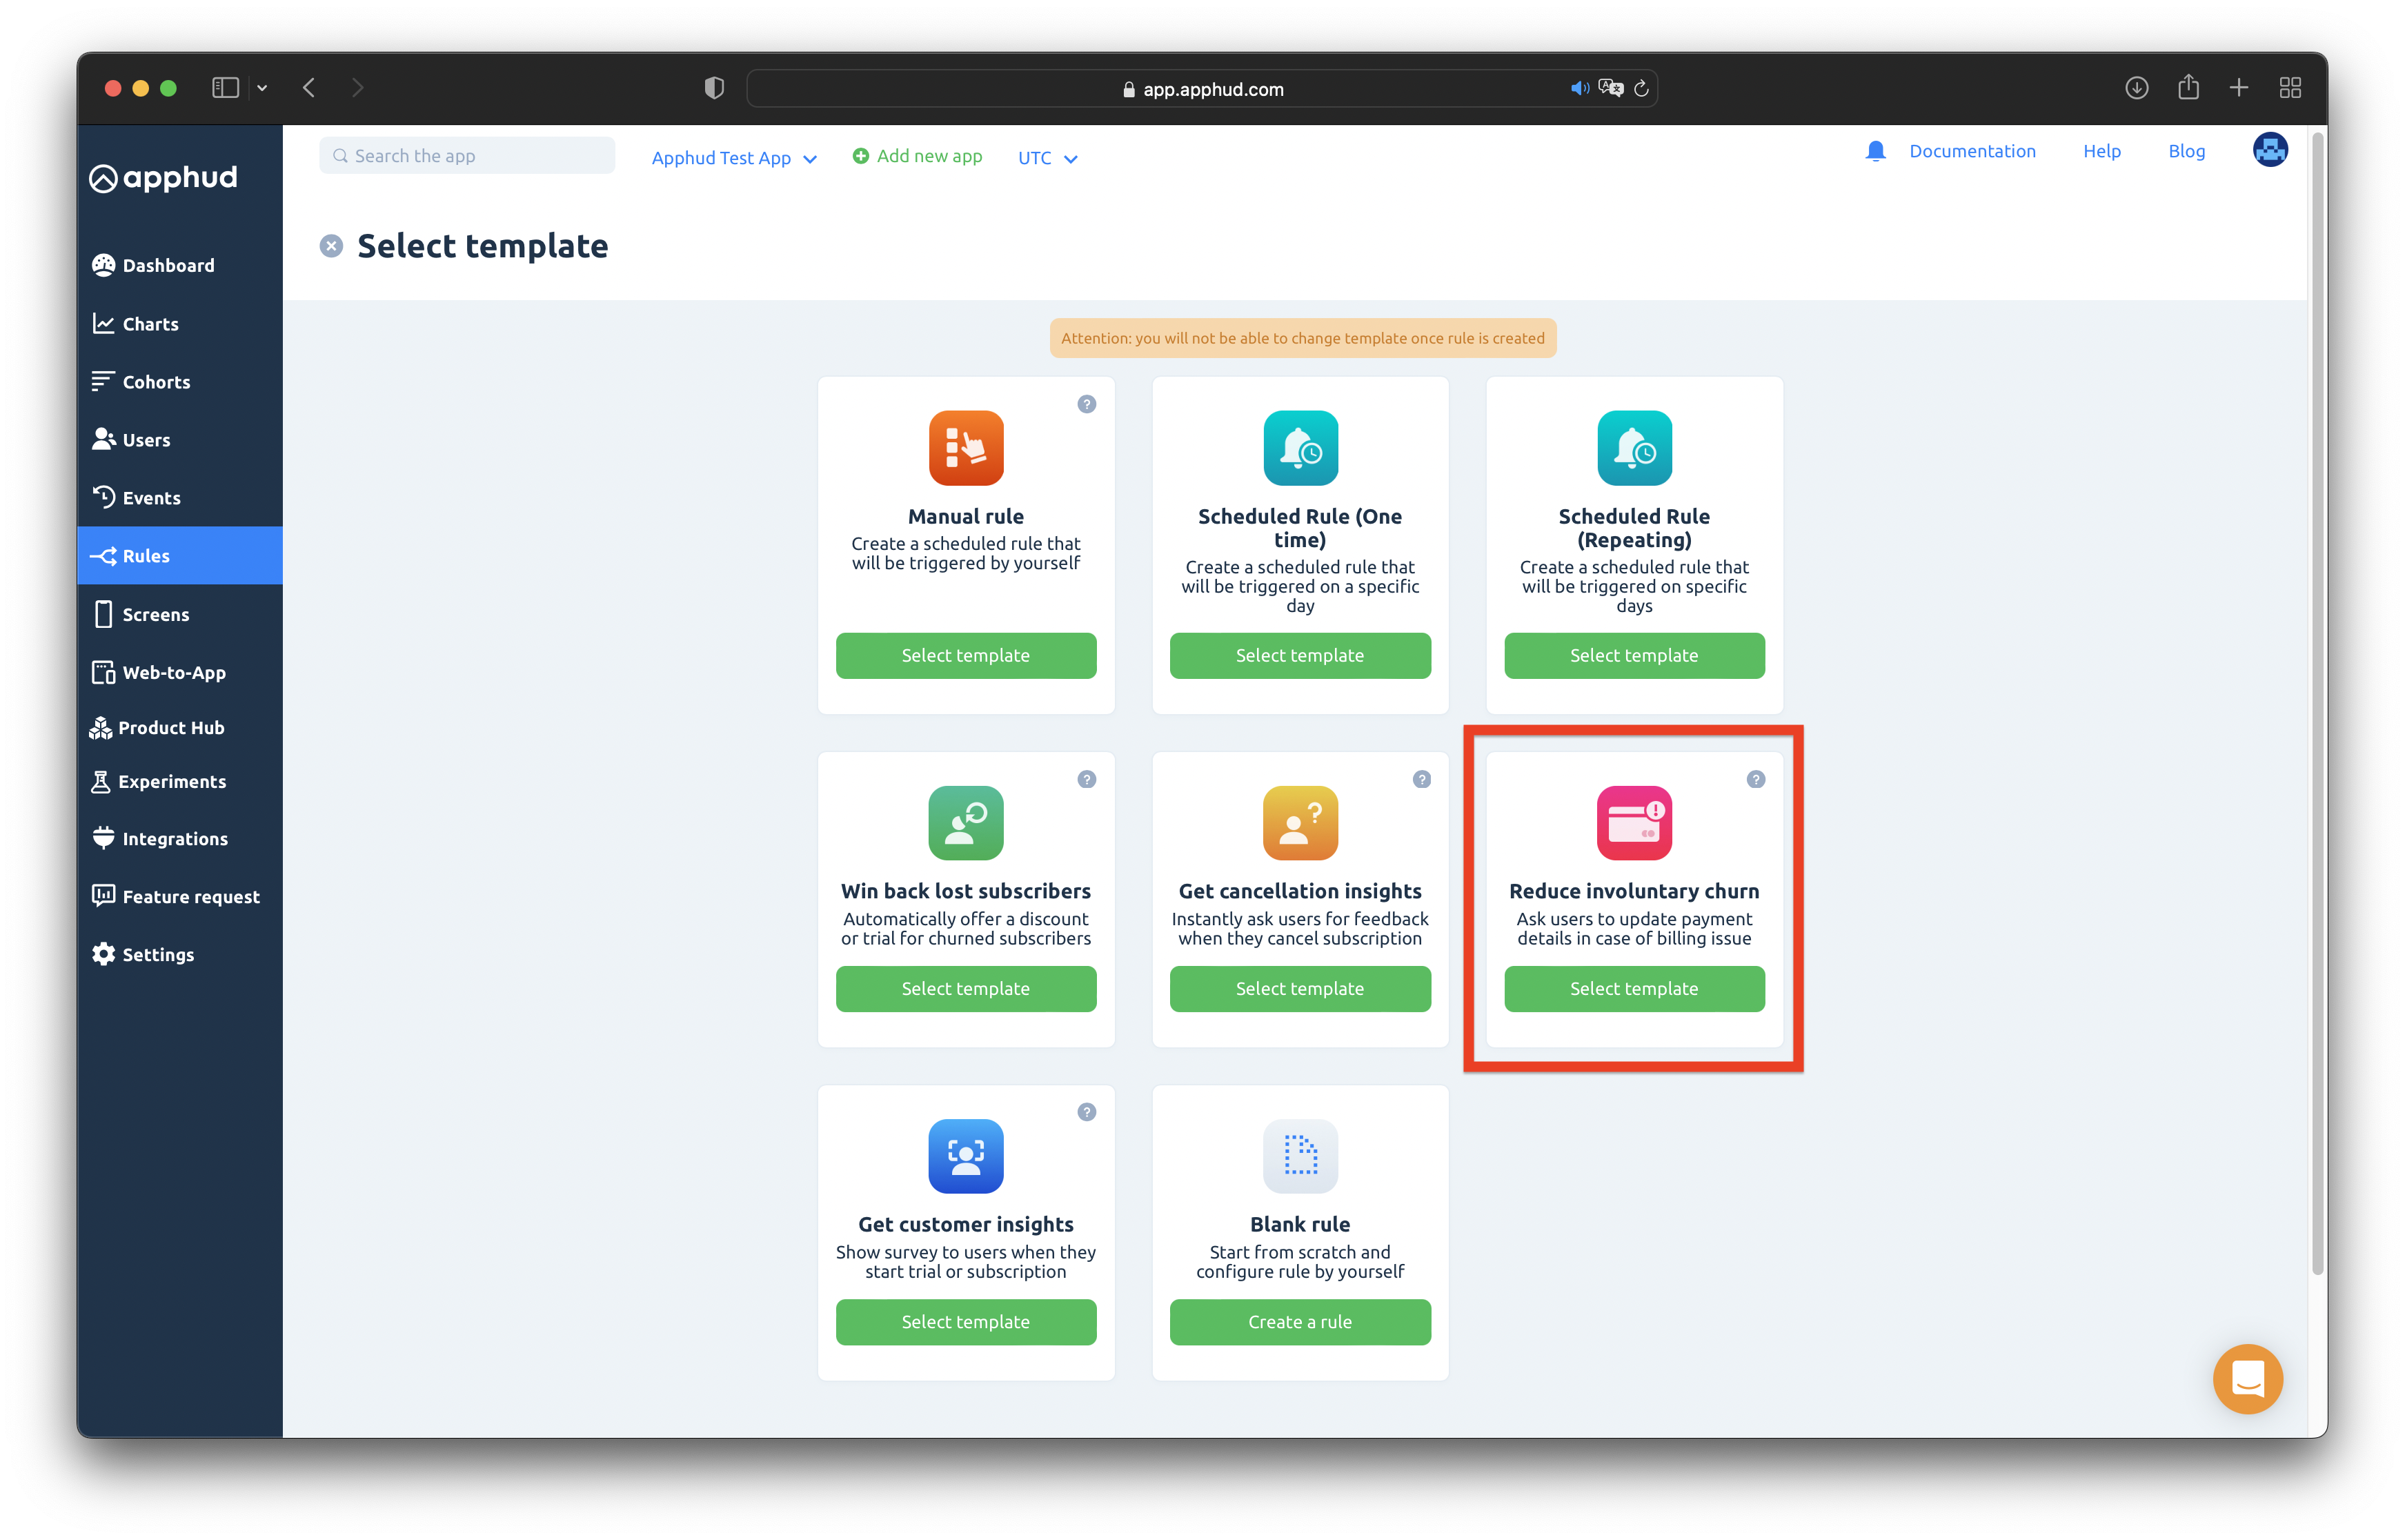 app.apphud.com
apphud
Search the app
Apphud Test App
Add new app
UTC
Documentation
Help
Blog
Select template
Dashboard
Charts
Cohorts
Users
Events
Rules
Screens
Web-to-App
Product Hub
Experiments
Integrations
Feature request
Settings
Attention: you will not be able to change template once rule is created
?
Manual rule
Create a scheduled rule that
will be triggered by yourself
Select template
Scheduled Rule (One
time)
Create a scheduled rule that
will be triggered on a specific
day
Select template
Scheduled Rule
(Repeating)
Create a scheduled rule that
will be triggered on specific
days
Select template
?
?
Win back lost subscribers
Automatically offer a discount
or trial for churned subscribers
Select template
?
?
Get cancellation insights
Instantly ask users for feedback
when they cancel subscription
Select template
?
!
Reduce involuntary churn
Ask users to update payment
details in case of billing issue
Select template
?
Get customer insights
Show survey to users when they
start trial or subscription
Select template
Blank rule
Start from scratch and
configure rule by yourself
Create a rule